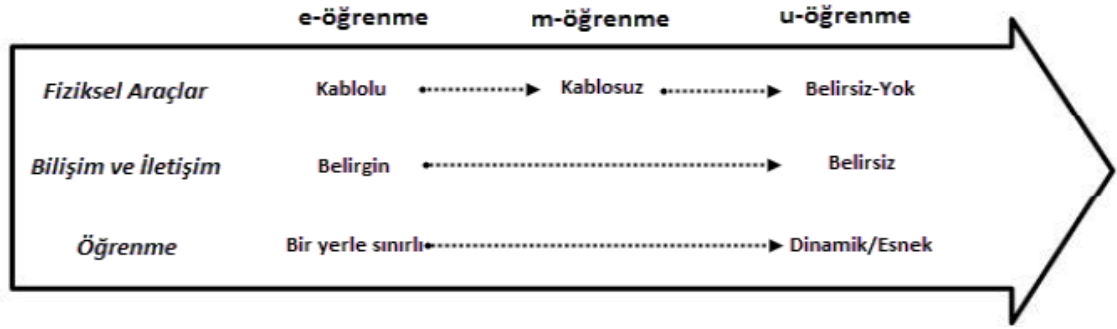 e-öğrenme m-öğrenme u-öğrenme
Fiziksel Araçlar Kablolu Kablosuz Belirsiz-Yok
Bilişim ve İletişim Belirgin Belirsiz
Öğrenme Bir yerle sınırlı Dinamik/Esnek